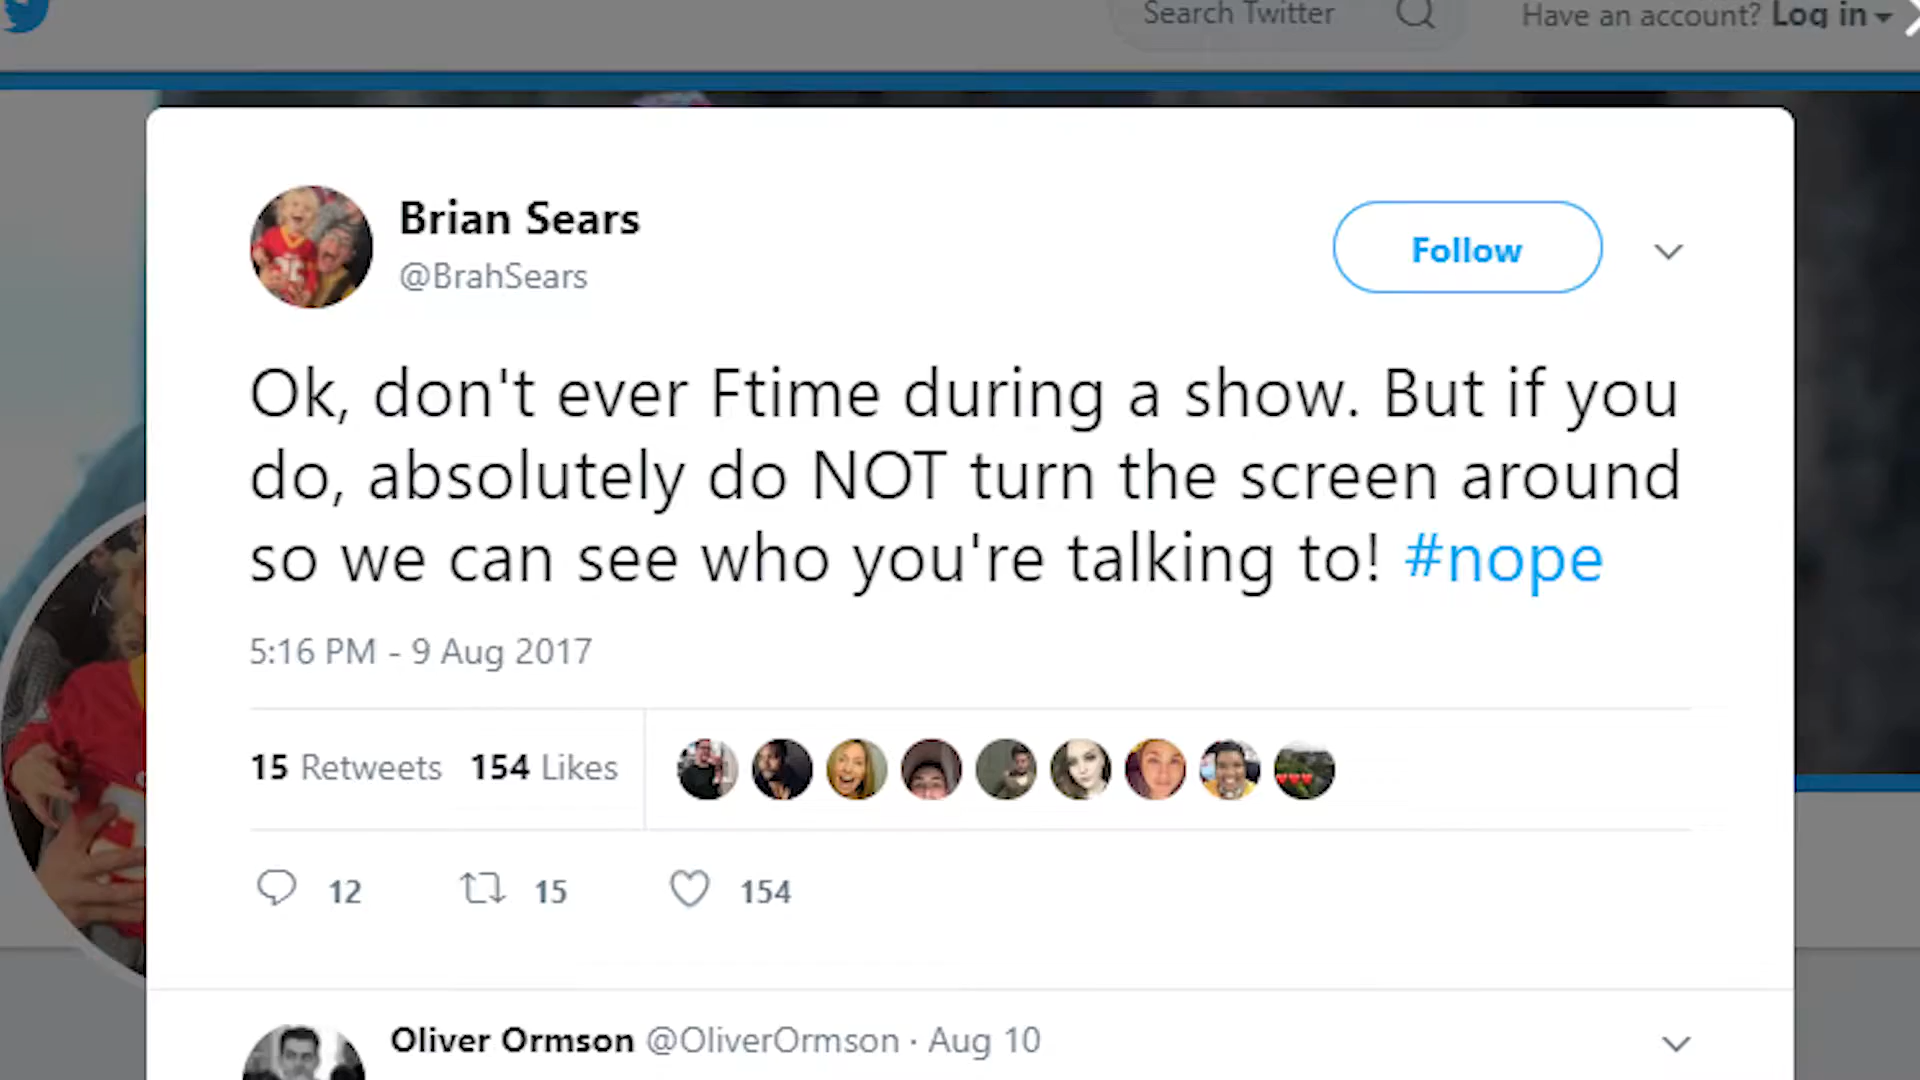 Search Twitter
Have an account? Log in
Brian Sears
@BrahSears
Follow
Ok, don't ever Ftime during a show. But if you
do, absolutely do NOT turn the screen around
so we can see who you're talking to! #nope
5:16 PM - 9 Aug 2017
15 Retweets 154 Likes
12 15 154
Oliver Ormson @OliverOrmson · Aug 10